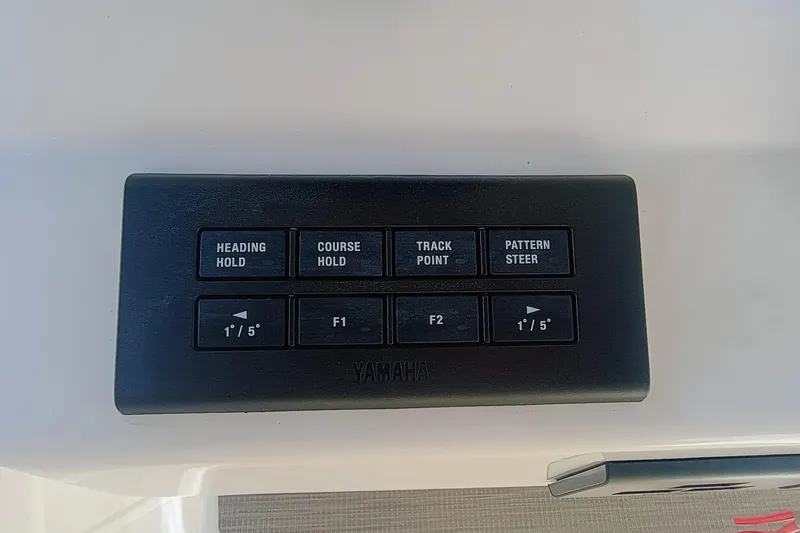 HEADING
HOLD
COURSE
HOLD
TRACK
POINT
PATTERN
STEER
◄
1°/5°
F1
F2
►
1°/5°
YAMAHA